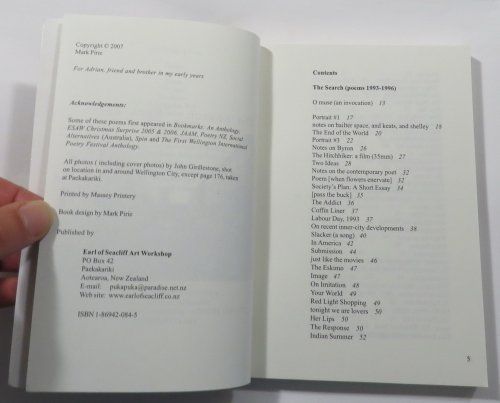 Copyright © 2007
Mark Pirie
For Adrian, friend and brother in my early years
Acknowledgements:
Some of these poems first appeared in Bookmarks: An Anthology,
ESAW Christmas Surprise 2005 & 2006, JAAM, Poetry NZ, Social
Alternatives (Australia), Spin and The First Wellington International
Poetry Festival Anthology.
All photos ( including cover photos) by John Girdlestone, shot
on location in and around Wellington City, except page 176, taken
at Paekakariki.
Printed by Massey Printery
Book design by Mark Pirie
Published by
Earl of Seacliff Art Workshop
PO Box 42
Paekakariki
Aotearoa, New Zealand
E-mail: pukapuka@paradise.net.nz
Web site: www.earlofseacliff.co.nz
ISBN 1-86942-084-5
Contents
The Search (poems 1993-1996)
O muse (an invocation) 13
Portrait #1 17
notes on barber space, and keats, and shelley 18
The End of the World 20
Portrait #3 22
Notes on Byron 26
The Hitchhiker: a film (35mm) 27
Two Ideas 28
Notes on the contemporary poet 31
Poem [when flowers enervate] 32
Society's Plan: A Short Essay 34
[pass the buck] 35
The Addict 36
Coffin Liner 37
Labour Day, 1993 37
On recent inner-city developments 38
Slacker (a song) 40
In America 42
Submission 44
just like the movies 46
The Eskimo 46
Image 47
On Imitation 48
Your World 49
Red Light Shopping 49
tonight we are lovers 50
Her Lips 50
The Response 50
Indian Summer 52
5